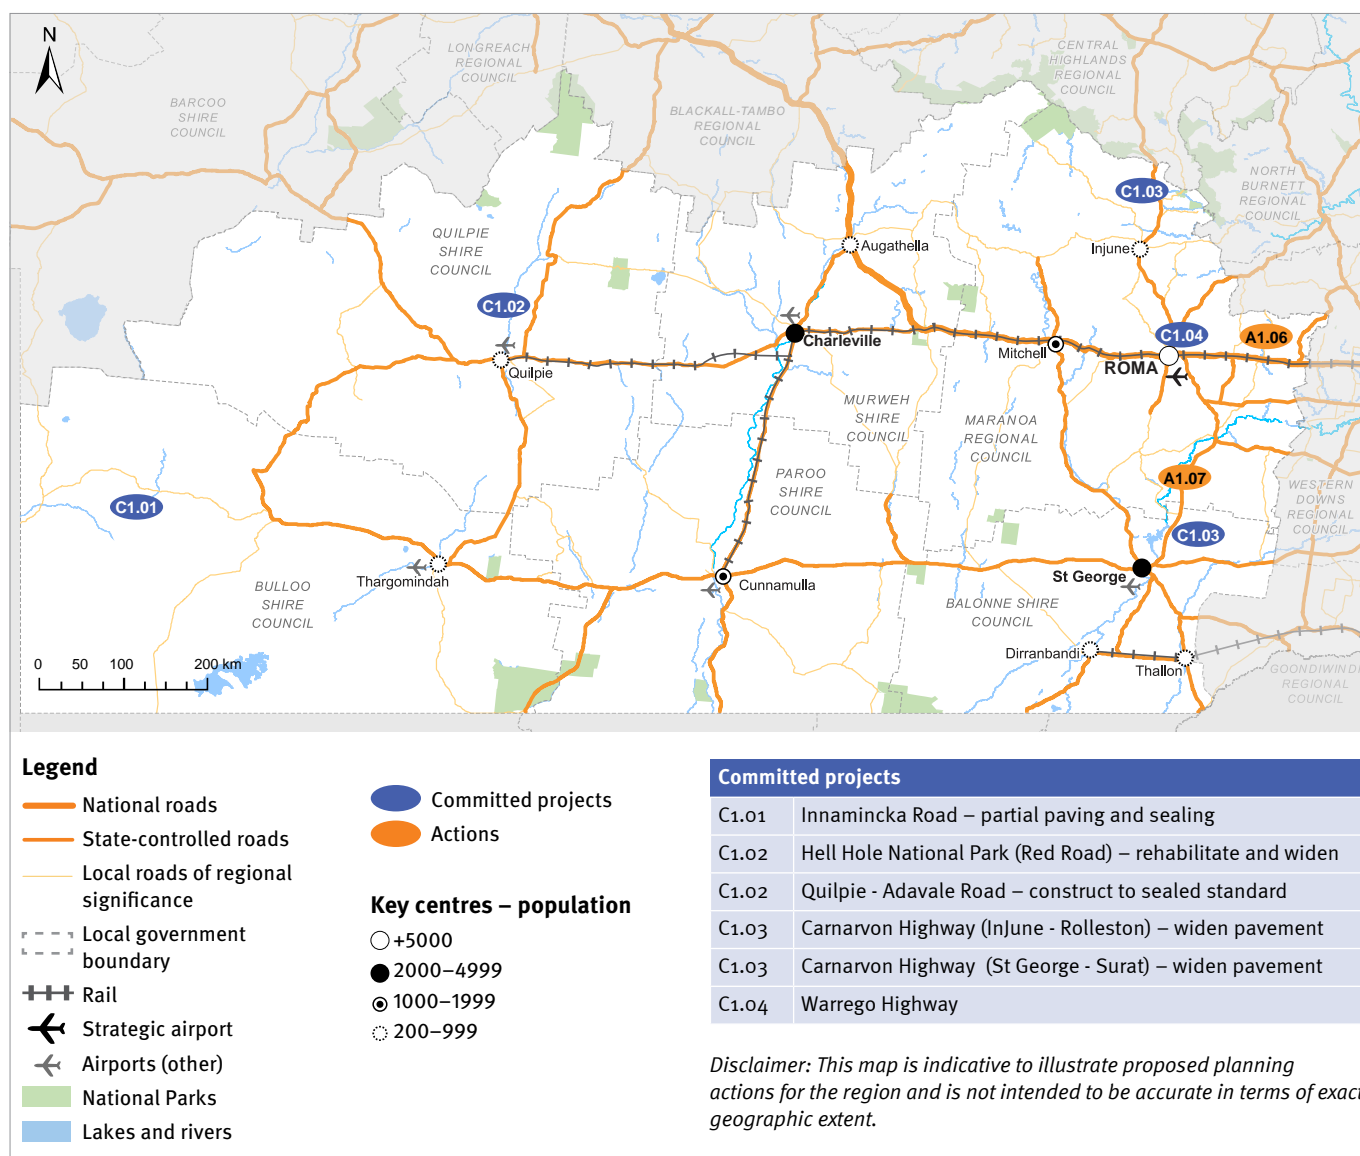 N
LONGREACH
REGIONAL
COUNCIL
CENTRAL
HIGHLANDS
REGIONAL
COUNCIL
BARCOO
SHIRE
COUNCIL
BLACKALL-TAMBO
REGIONAL
COUNCIL
NORTH
BURNETT
REGIONAL
COUNCIL
C1.03
QUILPIE
SHIRE
COUNCIL
Augathella
Injune
C1.02
Charleville
C1.04
A1.06
Mitchell
ROMA
Quilpie
MURWEH
SHIRE
COUNCIL
MARANOA
REGIONAL
COUNCIL
PAROO
SHIRE
COUNCIL
A1.07
C1.01
WESTERN
DOWNS
REGIONAL
COUNCIL
C1.03
Thargomindah
Cunnamulla
St George
BULLOO
SHIRE
COUNCIL
BALONNE SHIRE
COUNCIL
Dirranbandi
Thallon
GOONDIWINDI
REGIONAL
COUNCIL
0 50 100 200 km
Legend
National roads
State-controlled roads
Local roads of regional
significance
Local government
boundary
Rail
Strategic airport
Airports (other)
National Parks
Lakes and rivers
Committed projects
Actions
Key centres – population
+5000
2000–4999
1000–1999
200–999
Committed projects
C1.01 Innamincka Road – partial paving and sealing
C1.02 Hell Hole National Park (Red Road) – rehabilitate and widen
C1.02 Quilpie - Adavale Road – construct to sealed standard
C1.03 Carnarvon Highway (InJune - Rolleston) – widen pavement
C1.03 Carnarvon Highway (St George - Surat) – widen pavement
C1.04 Warrego Highway
Disclaimer: This map is indicative to illustrate proposed planning
actions for the region and is not intended to be accurate in terms of exact
geographic extent.